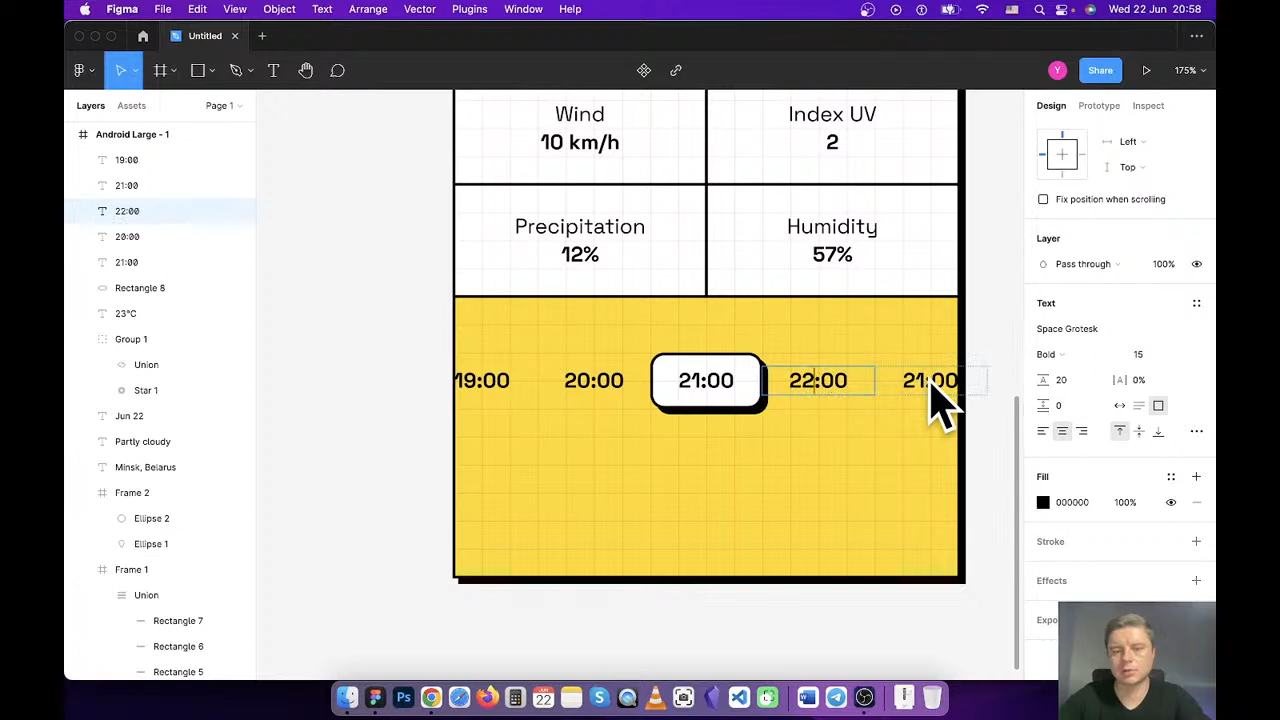 Figma File Edit View Object Text Arrange Vector Plugins Window Help Wed 22 Jun 20:58
Untitled
Share 175%
Layers Assets Page 1 Design Prototype Inspect
Android Large - 1
19:00
21:00
22:00
20:00
21:00
Rectangle 8
23°C
Group 1
Union
Star 1
Jun 22
Partly cloudy
Minsk, Belarus
Frame 2
Ellipse 2
Ellipse 1
Frame 1
Union
Rectangle 7
Rectangle 6
Rectangle 5
Wind
10 km/h
Index UV
2
Precipitation
12%
Humidity
57%
19:00 20:00 21:00 22:00 21:00
Left
Top
Fix position when scrolling
Layer
Pass through 100%
Text
Space Grotesk
Bold 15
20 |A| 0%
0
Fill
000000 100%
Stroke
Effects
Expo
22